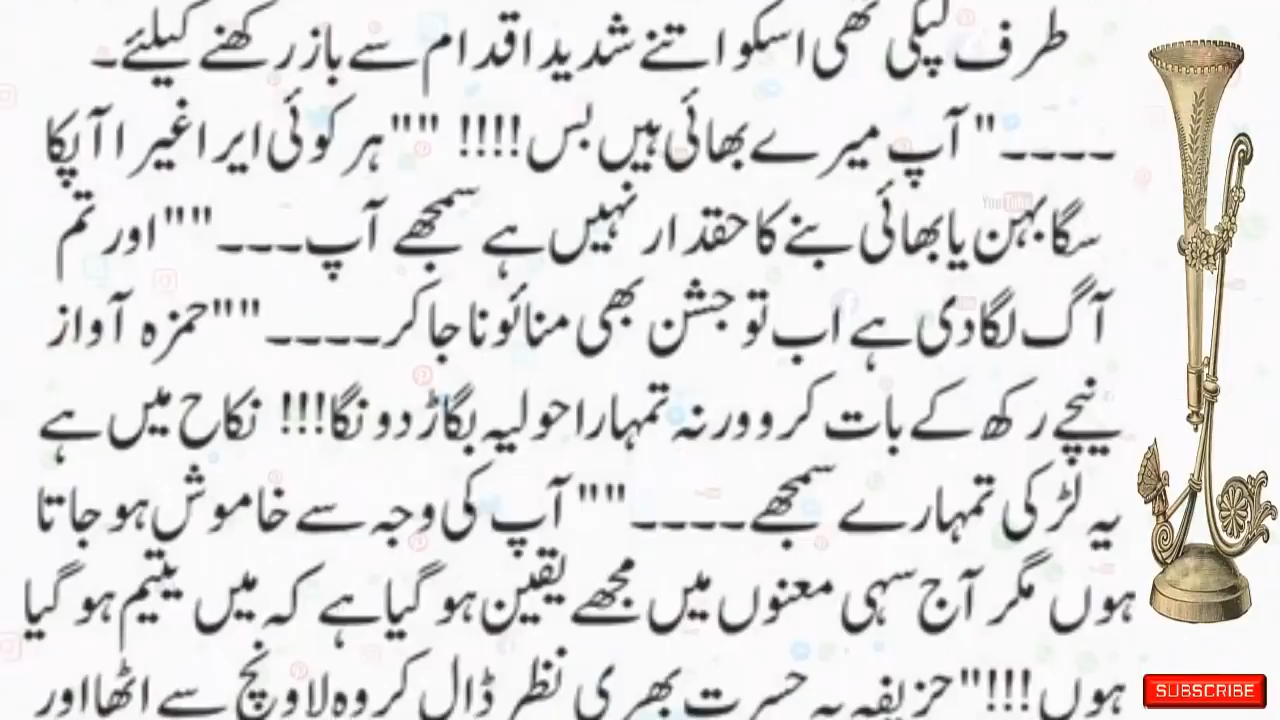 طرف لپکی تھی اسکو اتنے شدید اقدام سے باز رکھنے کیلئے۔
۔۔۔۔" آپ میرے بھائی ہیں بس!!!! ""ہر کوئی ایرا غیرا آپکا
سگا بہن یا بھائی بننے کا حقدار نہیں ہے سمجھے آپ۔۔۔""اور تم
آگ لگا دی ہے اب تو جشن بھی منائو نا جا کر۔۔۔۔""حمزہ آواز
نیچے رکھ کے بات کرو ورنہ تمہارا حولیہ بگاڑ دونگا!!! نکاح میں ہے
یہ لڑکی تمہارے سمجھے۔۔۔۔"" آپ کی وجہ سے خاموش ہو جاتا
ہوں مگر آج سہی معنوں میں مجھے یقین ہو گیا ہے کہ میں یتیم ہو گیا
ہوں!!!"حزیفہ پہ حسرت بھری نظر ڈال کر وہ لاونچ سے اٹھا اور
SUBSCRIBE